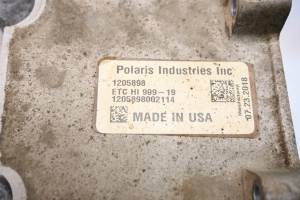 Polaris Industries Inc
1205898
ETC HI 999-19
1205898002114
MADE IN USA
07.23.2018